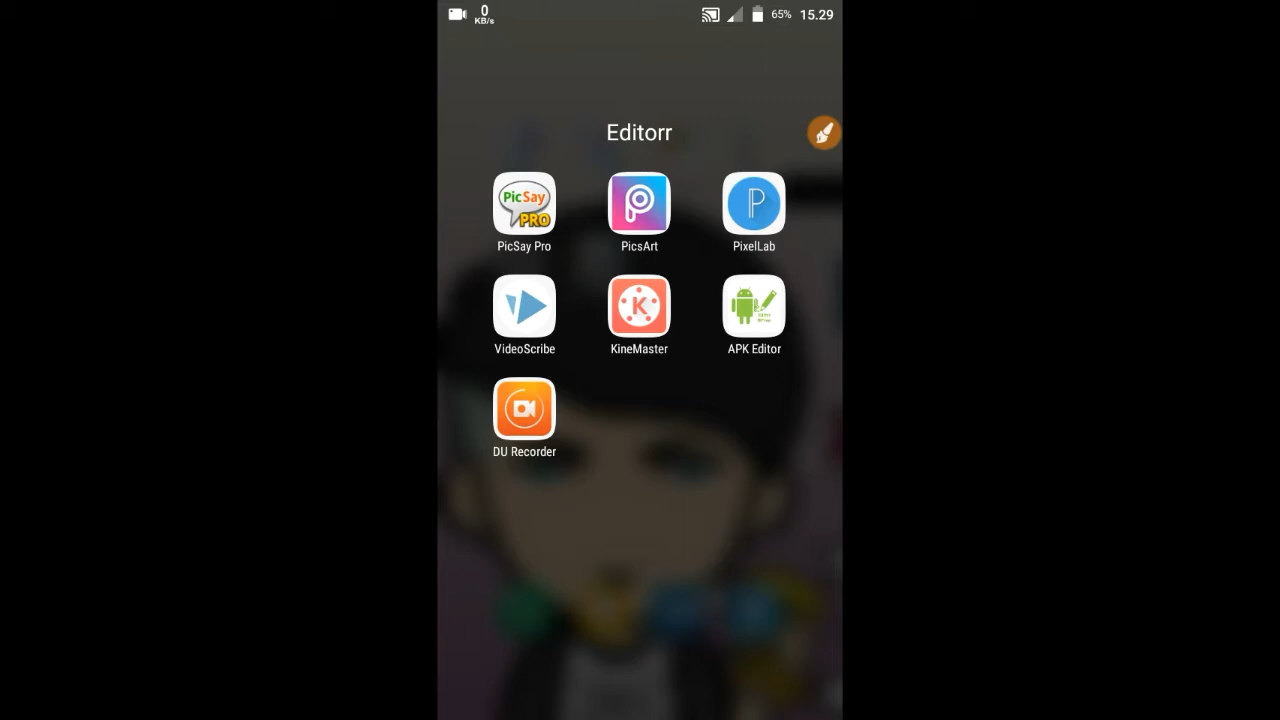 0
KB/s
65% 15.29
Editorr
PicSay
PRO
PicSay Pro PicsArt PixelLab
K
VideoScribe KineMaster APK Editor
DU Recorder